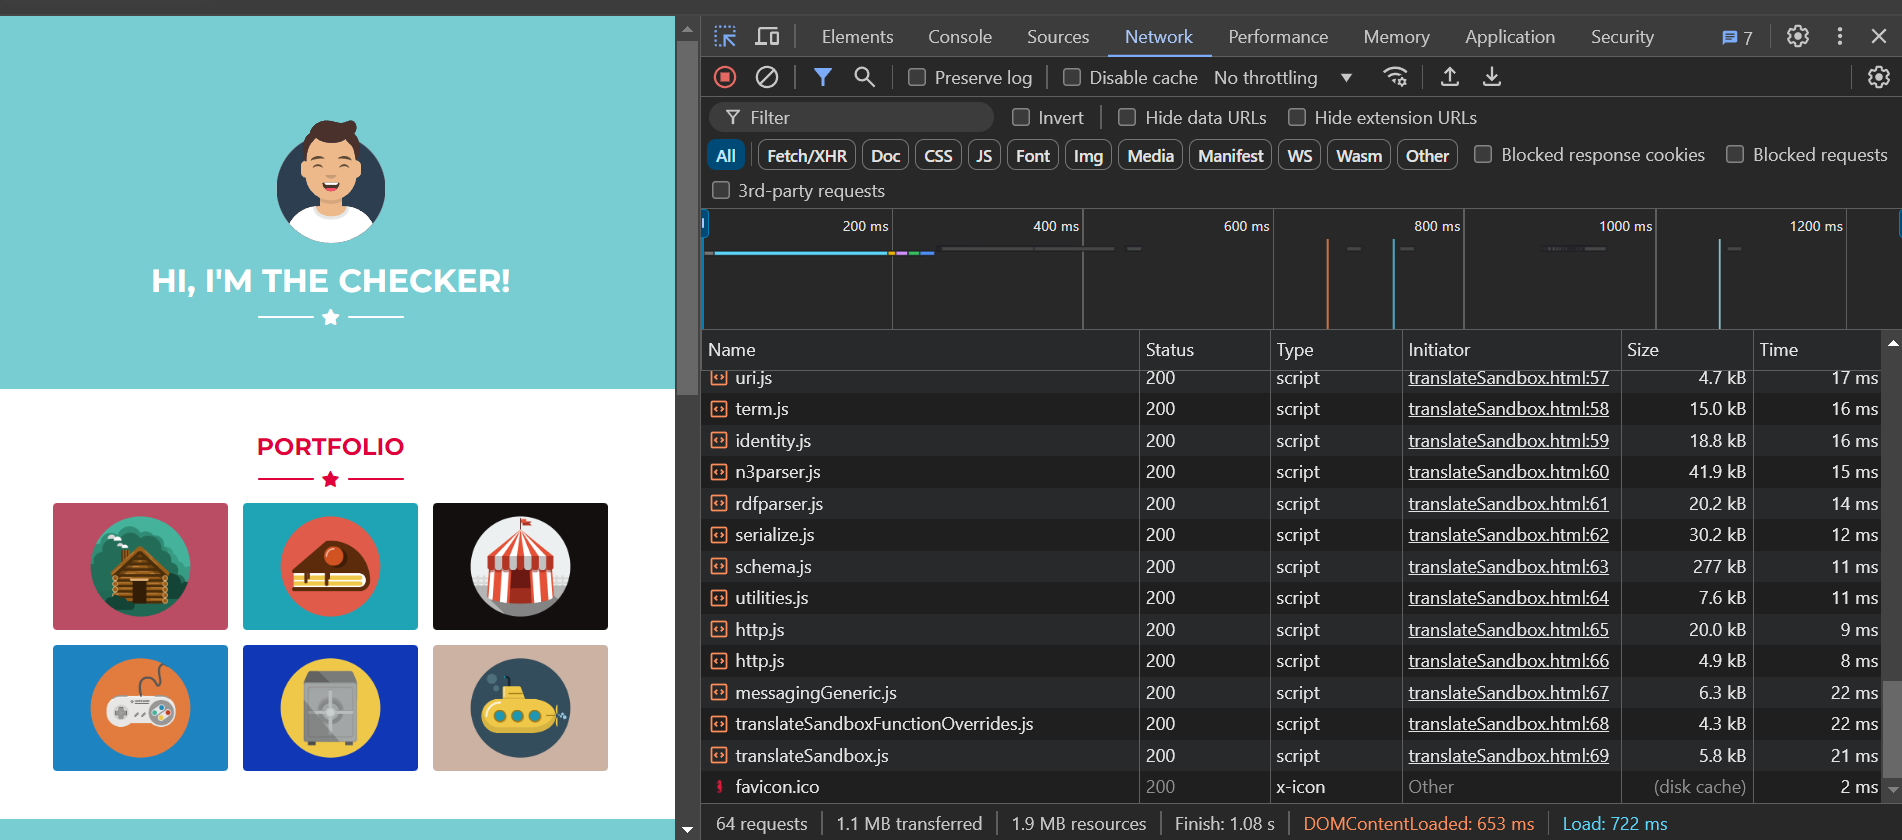 HI, I'M THE CHECKER!
PORTFOLIO
Elements Console Sources Network Performance Memory Application Security 7
Preserve log Disable cache No throttling
Filter Invert Hide data URLs Hide extension URLs
All Fetch/XHR Doc CSS JS Font Img Media Manifest WS Wasm Other Blocked response cookies Blocked requests
3rd-party requests
200 ms 400 ms 600 ms 800 ms 1000 ms 1200 ms
Name Status Type Initiator Size Time
uri.js 200 script translateSandbox.html:57 4.7 kB 17 ms
term.js 200 script translateSandbox.html:58 15.0 kB 16 ms
identity.js 200 script translateSandbox.html:59 18.8 kB 16 ms
n3parser.js 200 script translateSandbox.html:60 41.9 kB 15 ms
rdfparser.js 200 script translateSandbox.html:61 20.2 kB 14 ms
serialize.js 200 script translateSandbox.html:62 30.2 kB 12 ms
schema.js 200 script translateSandbox.html:63 277 kB 11 ms
utilities.js 200 script translateSandbox.html:64 7.6 kB 11 ms
http.js 200 script translateSandbox.html:65 20.0 kB 9 ms
http.js 200 script translateSandbox.html:66 4.9 kB 8 ms
messagingGeneric.js 200 script translateSandbox.html:67 6.3 kB 22 ms
translateSandboxFunctionOverrides.js 200 script translateSandbox.html:68 4.3 kB 22 ms
translateSandbox.js 200 script translateSandbox.html:69 5.8 kB 21 ms
favicon.ico 200 x-icon Other (disk cache) 2 ms
64 requests 1.1 MB transferred 1.9 MB resources Finish: 1.08 s DOMContentLoaded: 653 ms Load: 722 ms